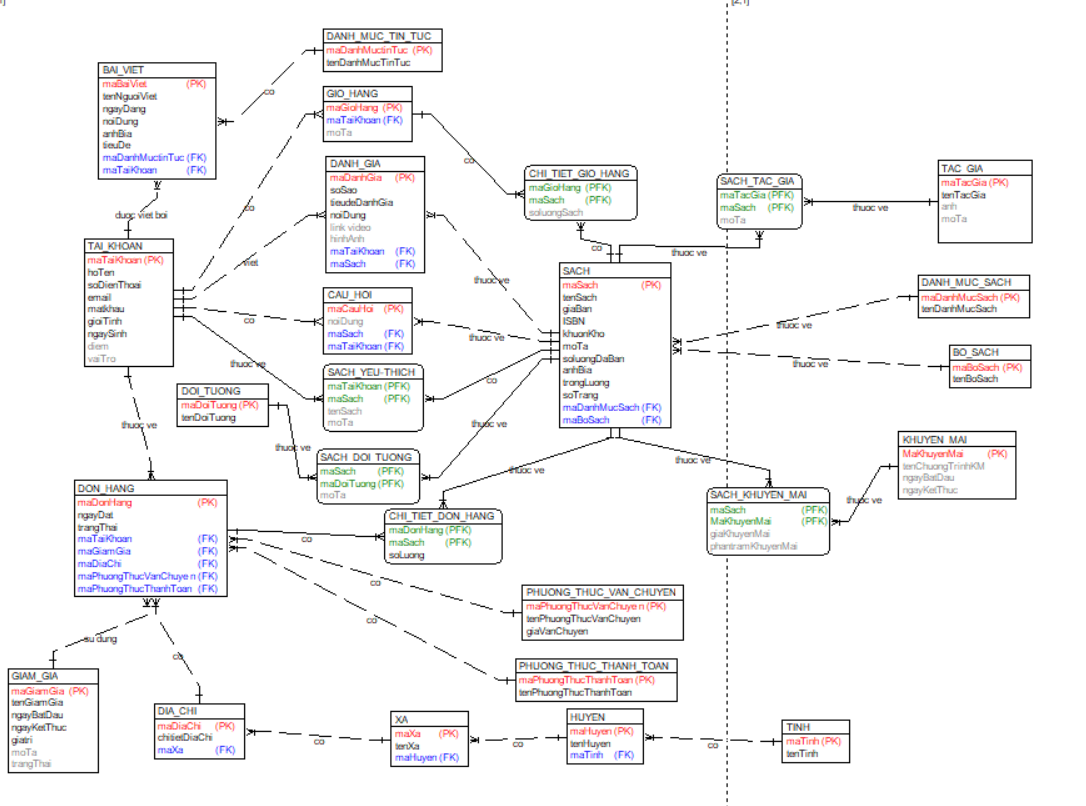 [2,1]
DANH_MUC_TIN_TUC
maDanhMuctinTuc (PK)
tenDanhMucTinTuc
BAI_VIET
maBaiViet (PK)
tenNguoiViet
ngayDang
noiDung
anhBia
tieuDe
maDanhMuctinTuc (FK)
maTaiKhoan (FK)
co
GIO_HANG
maGioHang (PK)
maTaiKhoan (FK)
moTa
co
DANH_GIA
maDanhGia (PK)
soSao
tieudeDanhGia
noiDung
link video
hinhAnh
maTaiKhoan (FK)
maSach (FK)
CHI_TIET_GIO_HANG
maGioHang (PFK)
maSach (PFK)
soluongSach
SACH_TAC_GIA
maTacGia (PFK)
maSach (PFK)
moTa
thuoc ve
TAC_GIA
maTacGia (PK)
tenTacGia
anh
moTa
duoc viet boi
co
viet
thuoc ve
co
thuoc ve
TAI_KHOAN
maTaiKhoan (PK)
hoTen
soDienThoai
email
matkhau
gioiTinh
ngaySinh
diem
vaiTro
SACH
maSach (PK)
tenSach
giaBan
ISBN
khuonKho
moTa
soluongDaBan
anhBia
trongLuong
soTrang
maDanhMucSach (FK)
maBoSach (FK)
DANH_MUC_SACH
maDanhMucSach (PK)
tenDanhMucSach
thuoc ve
CAU_HOI
maCauHoi (PK)
noiDung
maSach (FK)
maTaiKhoan (FK)
co
thuoc ve
BO_SACH
maBoSach (PK)
tenBoSach
thuoc ve
thuoc ve
SACH_YEU-THICH
maTaiKhoan (PFK)
maSach (PFK)
tenSach
moTa
co
DOI_TUONG
maDoiTuong (PK)
tenDoiTuong
thuoc ve
thuoc ve
thuoc ve
SACH_DOI_TUONG
maSach (PFK)
maDoiTuong (PFK)
moTa
thuoc ve
thuoc ve
KHUYEN_MAI
MaKhuyenMai (PK)
tenChuongTrinhKM
ngayBatDau
ngayKetThuc
thuoc ve
SACH_KHUYEN_MAI
maSach (PFK)
MaKhuyenMai (PFK)
giaKhuyenMai
phantramKhuyenMai
DON_HANG
maDonHang (PK)
ngayDat
trangThai
maTaiKhoan (FK)
maGiamGia (FK)
maDiaChi (FK)
maPhuongThucVanChuyen (FK)
maPhuongThucThanhToan (FK)
CHI_TIET_DON_HANG
maDonHang (PFK)
maSach (PFK)
soLuong
co
co
co
PHUONG_THUC_VAN_CHUYEN
maPhuongThucVanChuyen (PK)
tenPhuongThucVanChuyen
giaVanChuyen
PHUONG_THUC_THANH_TOAN
maPhuongThucThanhToan (PK)
tenPhuongThucThanhToan
su dung
co
GIAM_GIA
maGiamGia (PK)
tenGiamGia
ngayBatDau
ngayKetThuc
giatri
moTa
trangThai
DIA_CHI
maDiaChi (PK)
chitietDiaChi
maXa (FK)
co
XA
maXa (PK)
tenXa
maHuyen (FK)
co
HUYEN
maHuyen (PK)
tenHuyen
maTinh (FK)
co
TINH
maTinh (PK)
tenTinh